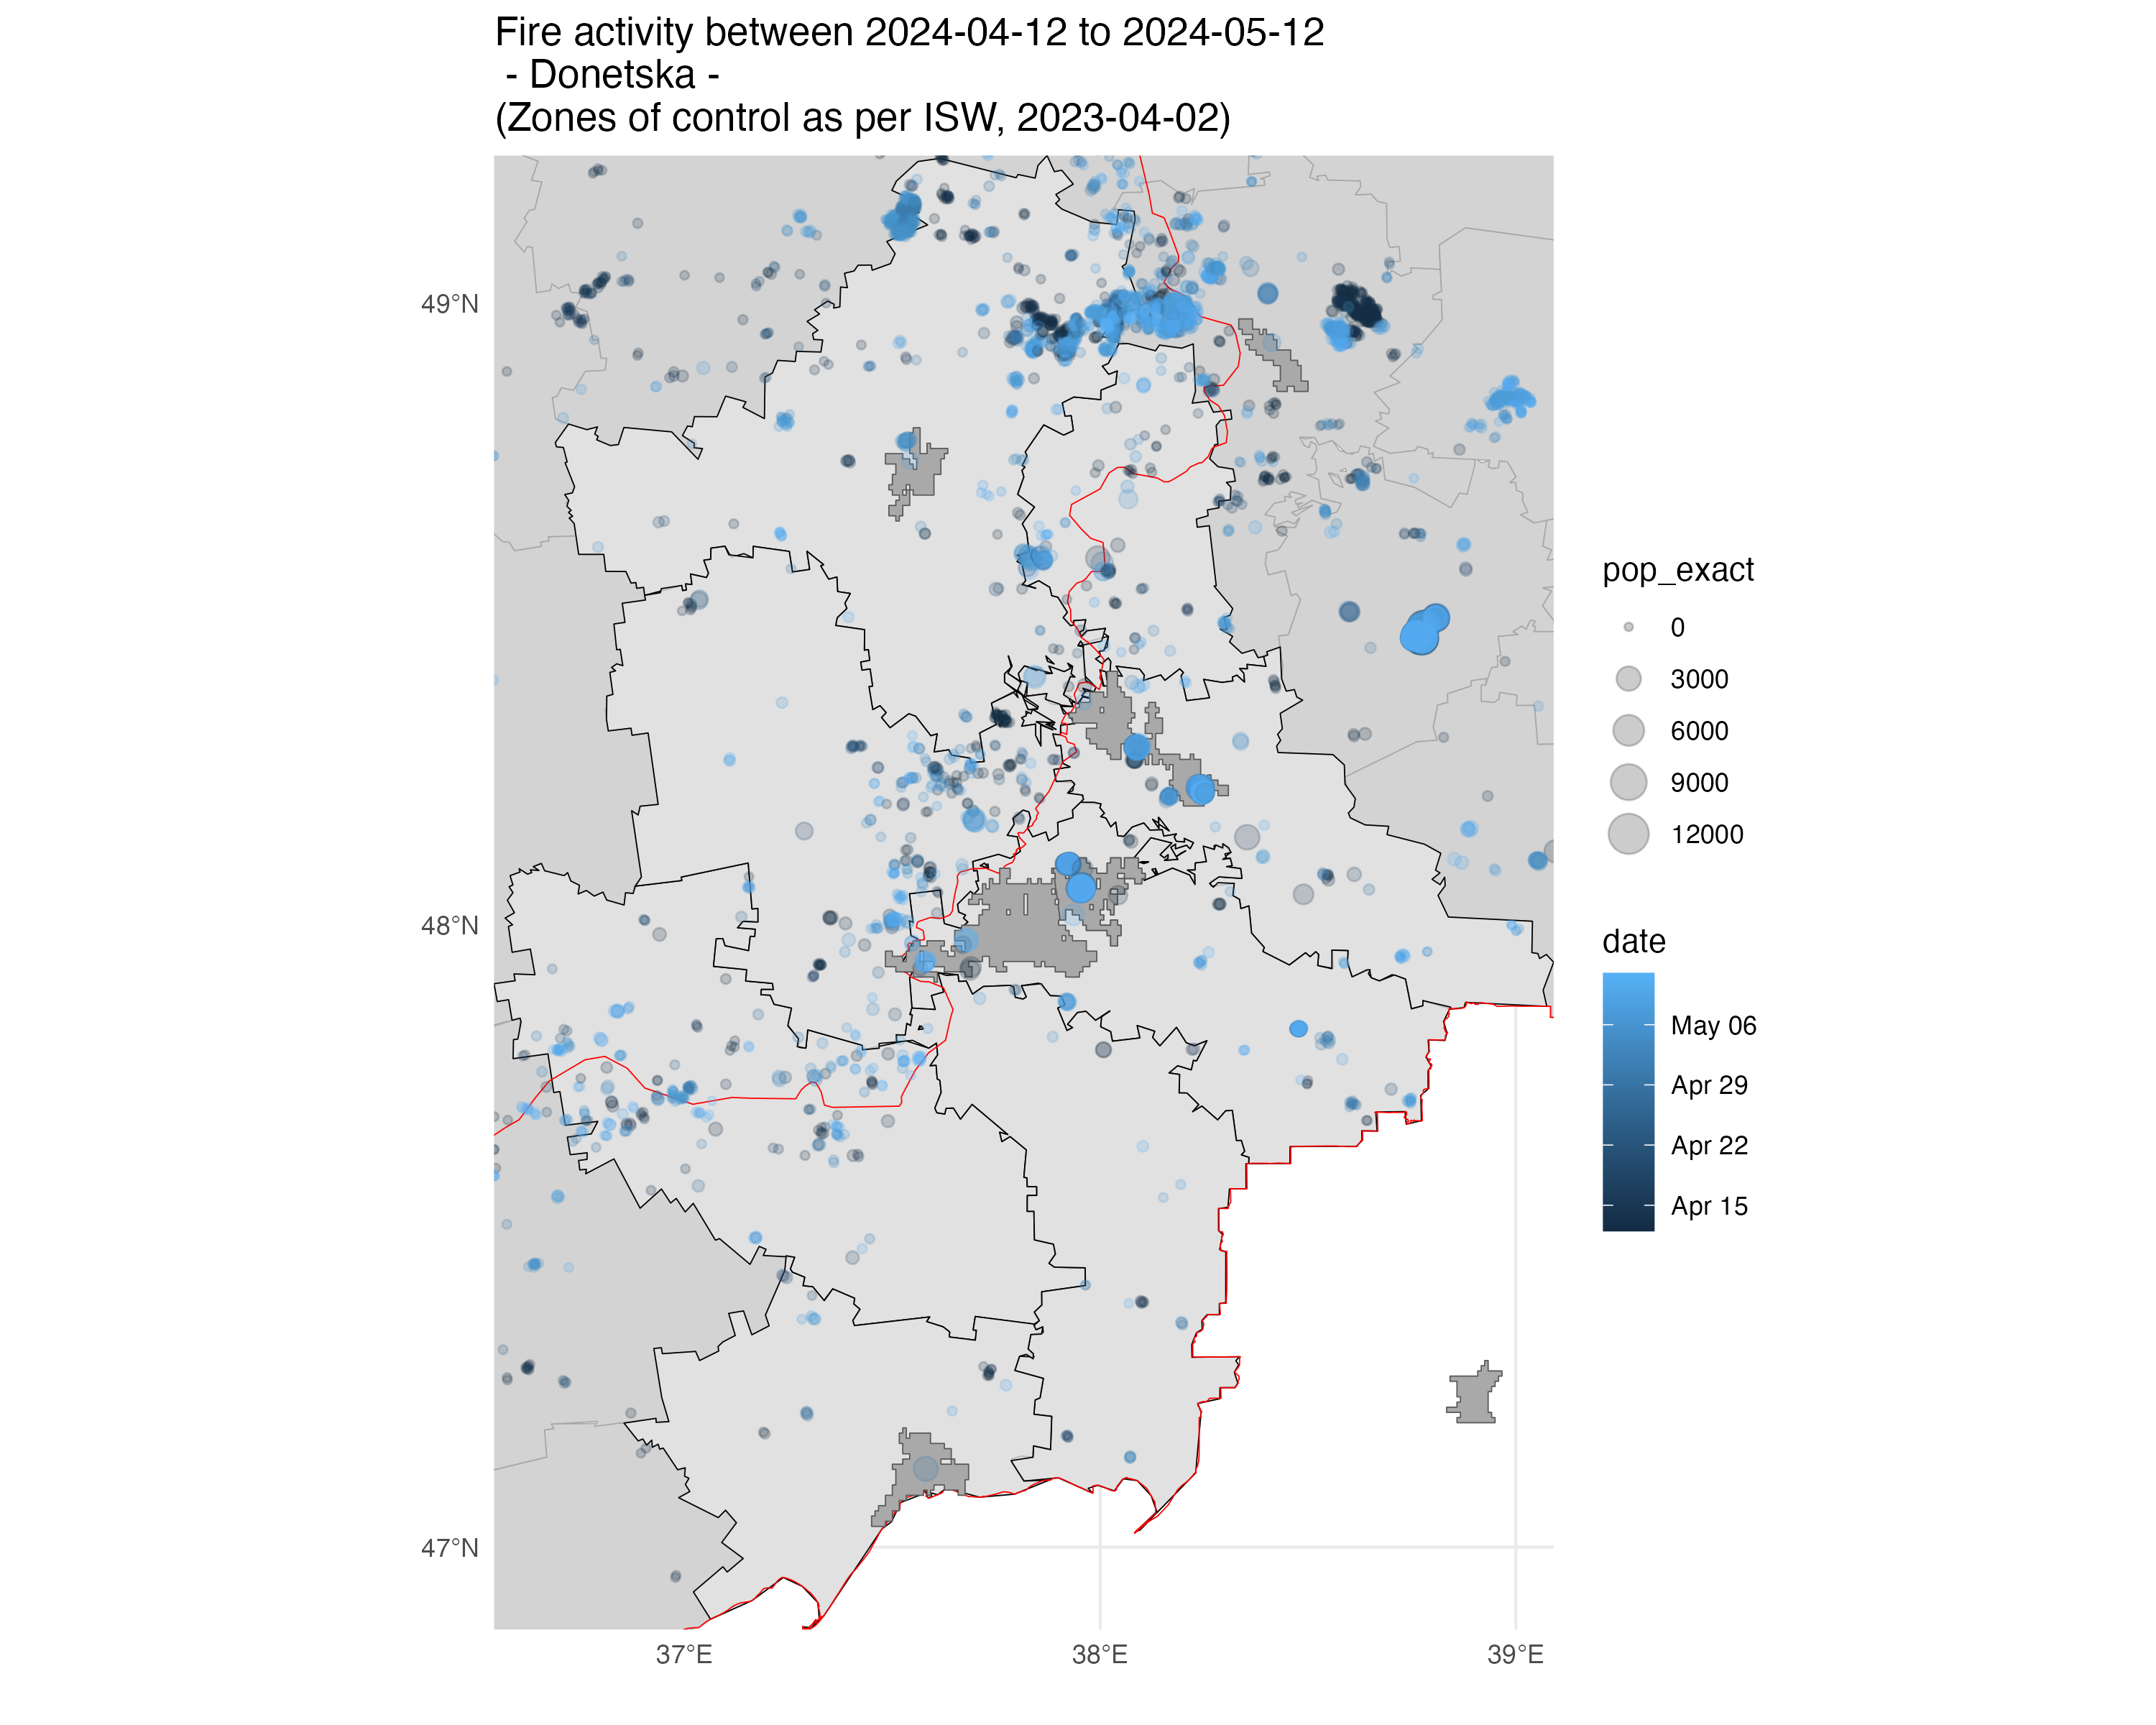 Fire activity between 2024-04-12 to 2024-05-12
- Donetska -
(Zones of control as per ISW, 2023-04-02)
49°N
48°N
47°N
37°E
38°E
39°E
pop_exact
0
3000
6000
9000
12000
date
May 06
Apr 29
Apr 22
Apr 15